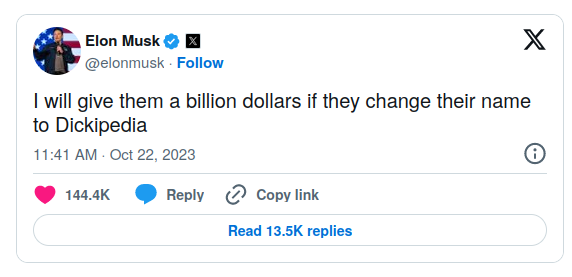 Elon Musk
@elonmusk · Follow
I will give them a billion dollars if they change their name
to Dickipedia
11:41 AM · Oct 22, 2023
144.4K Reply Copy link
Read 13.5K replies